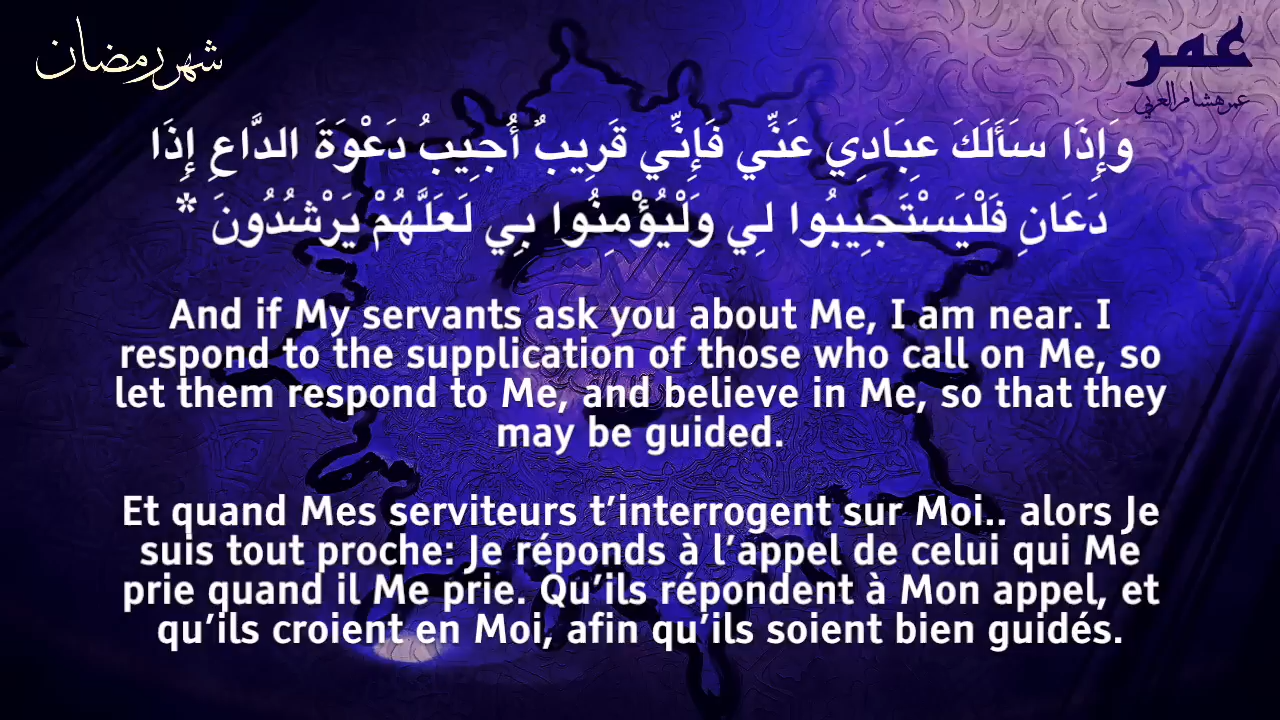 شهر رمضان
عمر
عمر هشام العربي
وَإِذَا سَأَلَكَ عِبَادِي عَنِّي فَإِنِّي قَرِيبٌ أُجِيبُ دَعْوَةَ الدَّاعِ إِذَا
دَعَانِ فَلْيَسْتَجِيبُوا لِي وَلْيُؤْمِنُوا بِي لَعَلَّهُمْ يَرْشُدُونَ *
And if My servants ask you about Me, I am near. I
respond to the supplication of those who call on Me, so
let them respond to Me, and believe in Me, so that they
may be guided.
Et quand Mes serviteurs t’interrogent sur Moi.. alors Je
suis tout proche: Je réponds à l’appel de celui qui Me
prie quand il Me prie. Qu’ils répondent à Mon appel, et
qu’ils croient en Moi, afin qu’ils soient bien guidés.